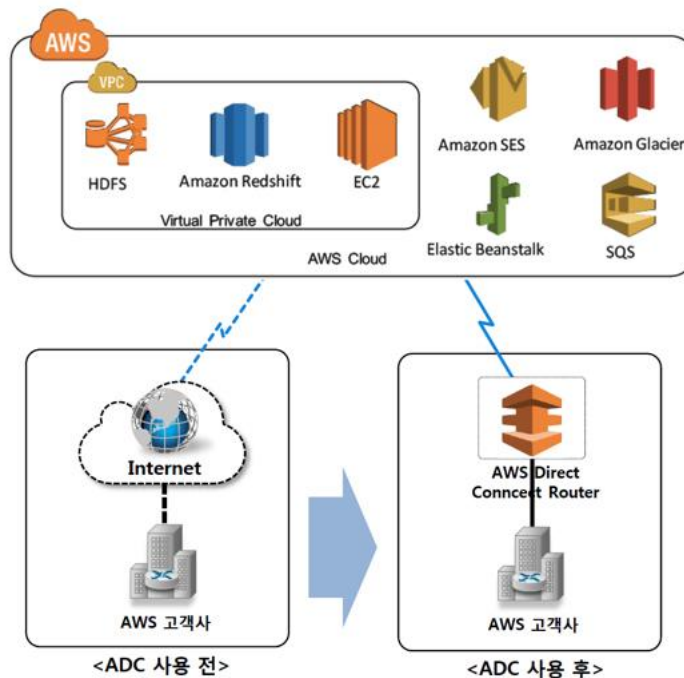 AWS
VPC
HDFS
Amazon Redshift
EC2
Virtual Private Cloud
Amazon SES
Amazon Glacier
Elastic Beanstalk
SQS
AWS Cloud
Internet
AWS 고객사
<ADC 사용 전>
AWS Direct
Conncect Router
AWS 고객사
<ADC 사용 후>